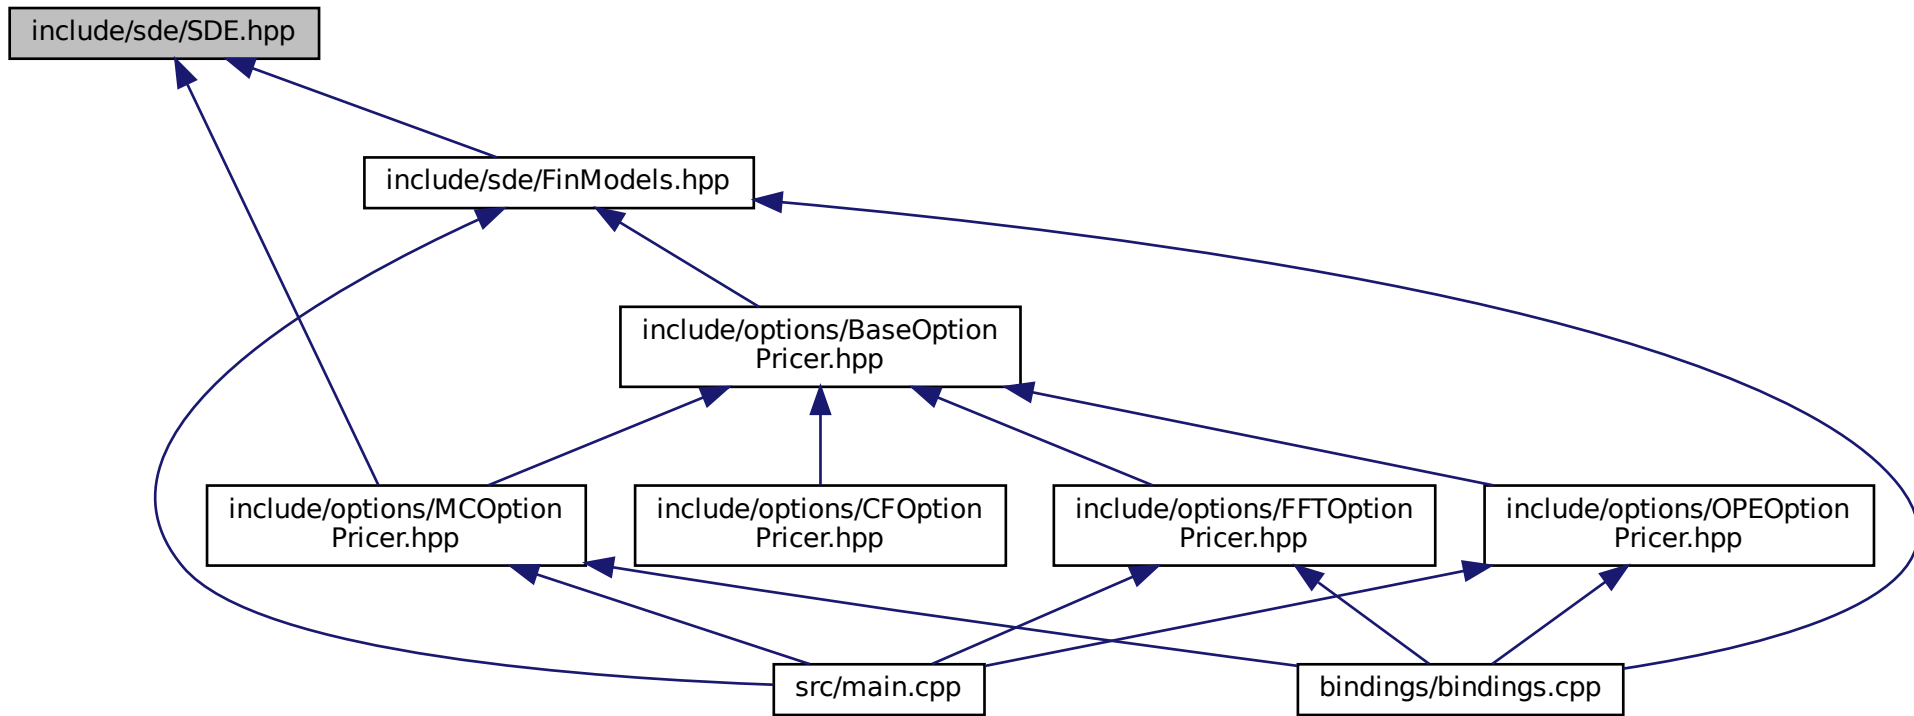 include/sde/SDE.hpp
include/sde/FinModels.hpp
include/options/BaseOption
Pricer.hpp
include/options/MCOption
Pricer.hpp
include/options/CFOption
Pricer.hpp
include/options/FFTOption
Pricer.hpp
include/options/OPEOption
Pricer.hpp
src/main.cpp
bindings/bindings.cpp